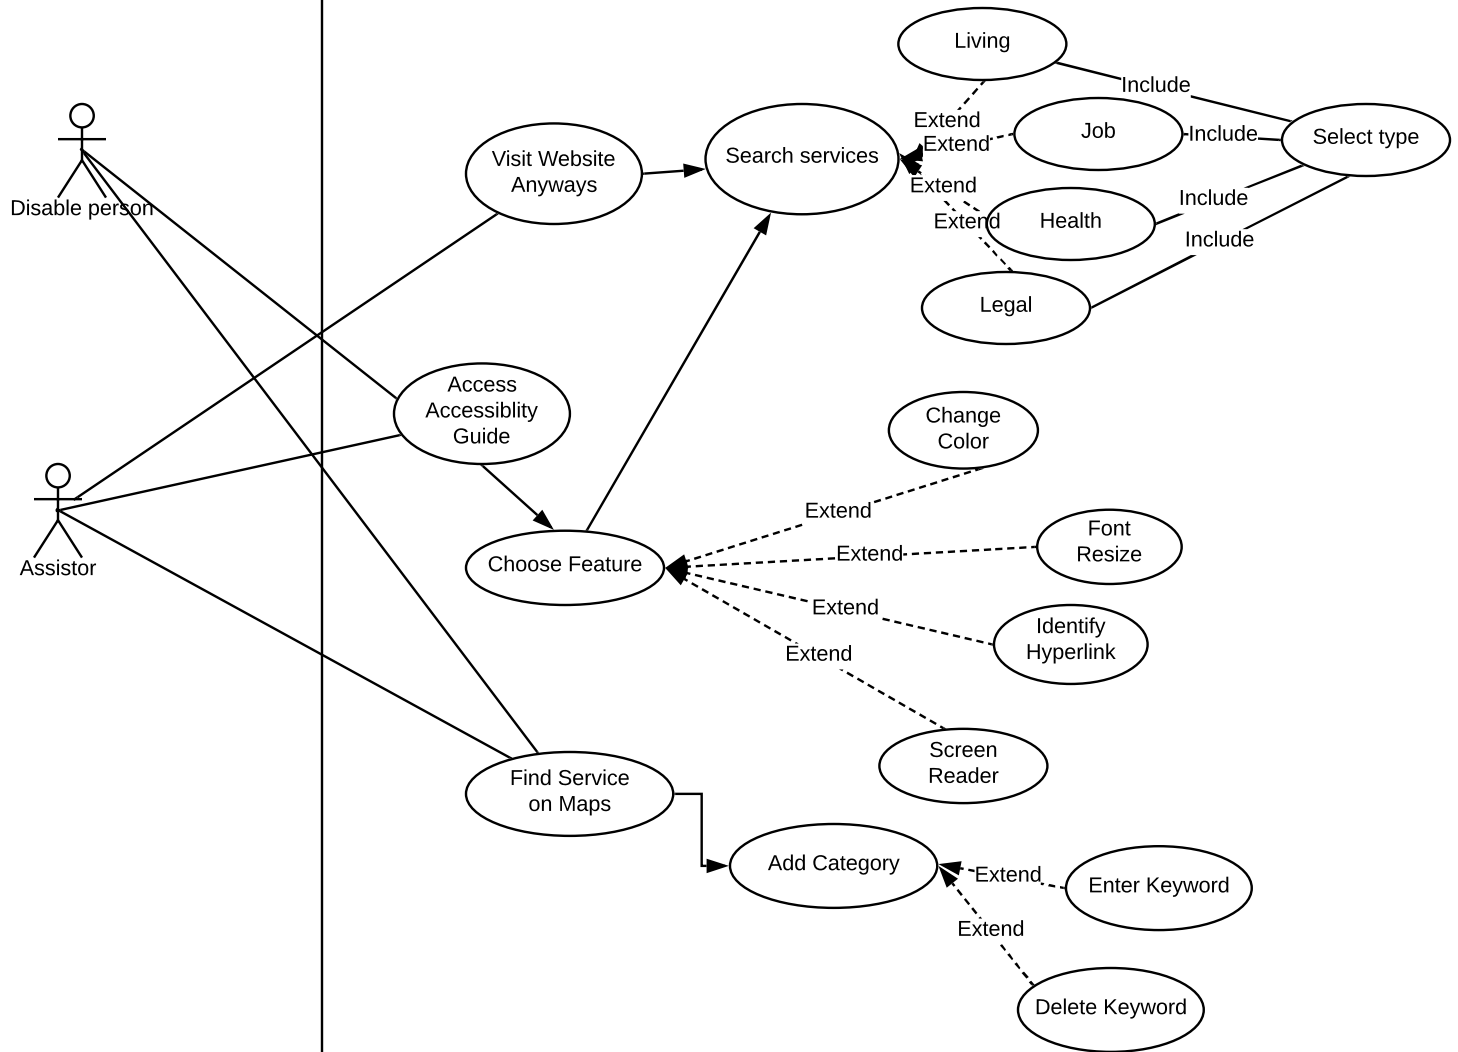 Living
Include
Extend
Job
Include
Select type
Extend
Disable person
Visit Website
Anyways
Search services
Extend
Include
Extend
Health
Include
Legal
Access
Accessiblity
Guide
Change
Color
Assistor
Extend
Font
Resize
Choose Feature
Extend
Extend
Identify
Hyperlink
Extend
Screen
Reader
Find Service
on Maps
Add Category
Extend
Enter Keyword
Extend
Delete Keyword